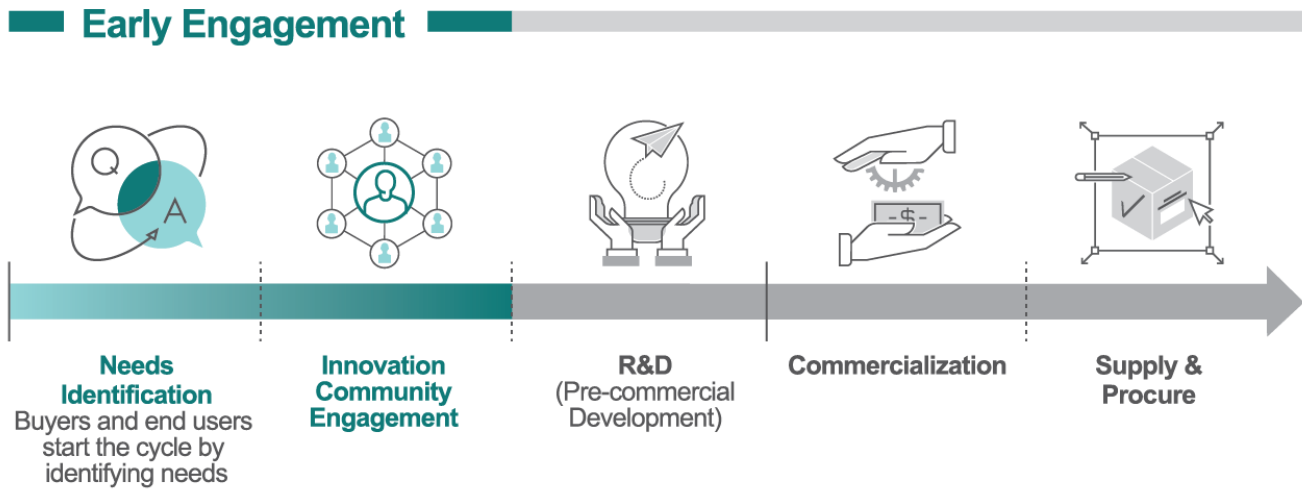 Early Engagement
Q
A
-$-
Needs
Identification
Buyers and end users
start the cycle by
identifying needs
Innovation
Community
Engagement
R&D
(Pre-commercial
Development)
Commercialization
Supply &
Procure